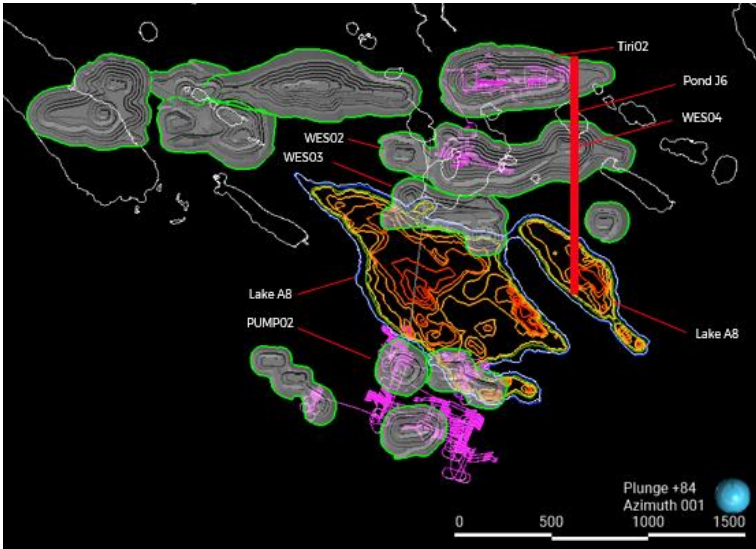 Tiri02
Pond J6
WES04
WES02
WES03
Lake A8
PUMP02
Lake A8
Plunge +84
Azimuth 001
0 500 1000 1500